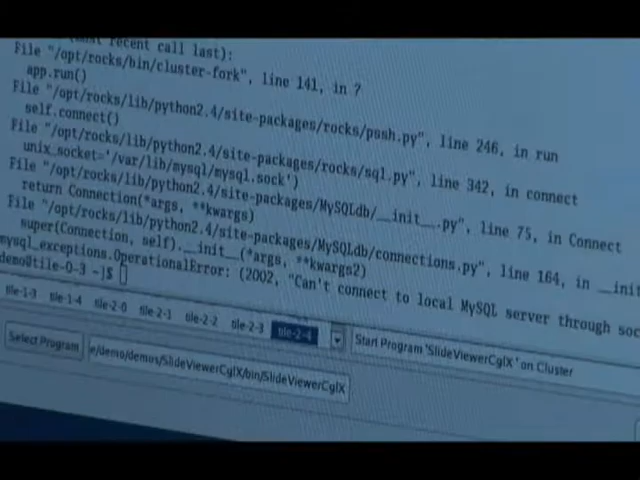 recent call last):
File "/opt/rocks/bin/cluster-fork", line 141, in ?
app.run()
File "/opt/rocks/lib/python2.4/site-packages/rocks/pssh.py", line 246, in run
self.connect()
File "/opt/rocks/lib/python2.4/site-packages/rocks/sql.py", line 342, in connect
unix_socket='/var/lib/mysql/mysql.sock')
File "/opt/rocks/lib/python2.4/site-packages/MySQLdb/__init__.py", line 75, in Connect
return Connection(*args, **kwargs)
File "/opt/rocks/lib/python2.4/site-packages/MySQLdb/connections.py", line 164, in __init
super(Connection, self).__init__(*args, **kwargs2)
mysql_exceptions.OperationalError: (2002, "Can't connect to local MySQL server through soc
demo@tile-0-3 ~]$
tile-1-3 tile-1-4 tile-2-0 tile-2-1 tile-2-2 tile-2-3 tile-2-4 Start Program 'SlideViewerCglX' on Cluster
Select Program e/demo/demos/SlideViewerCglX/bin/SlideViewerCglX